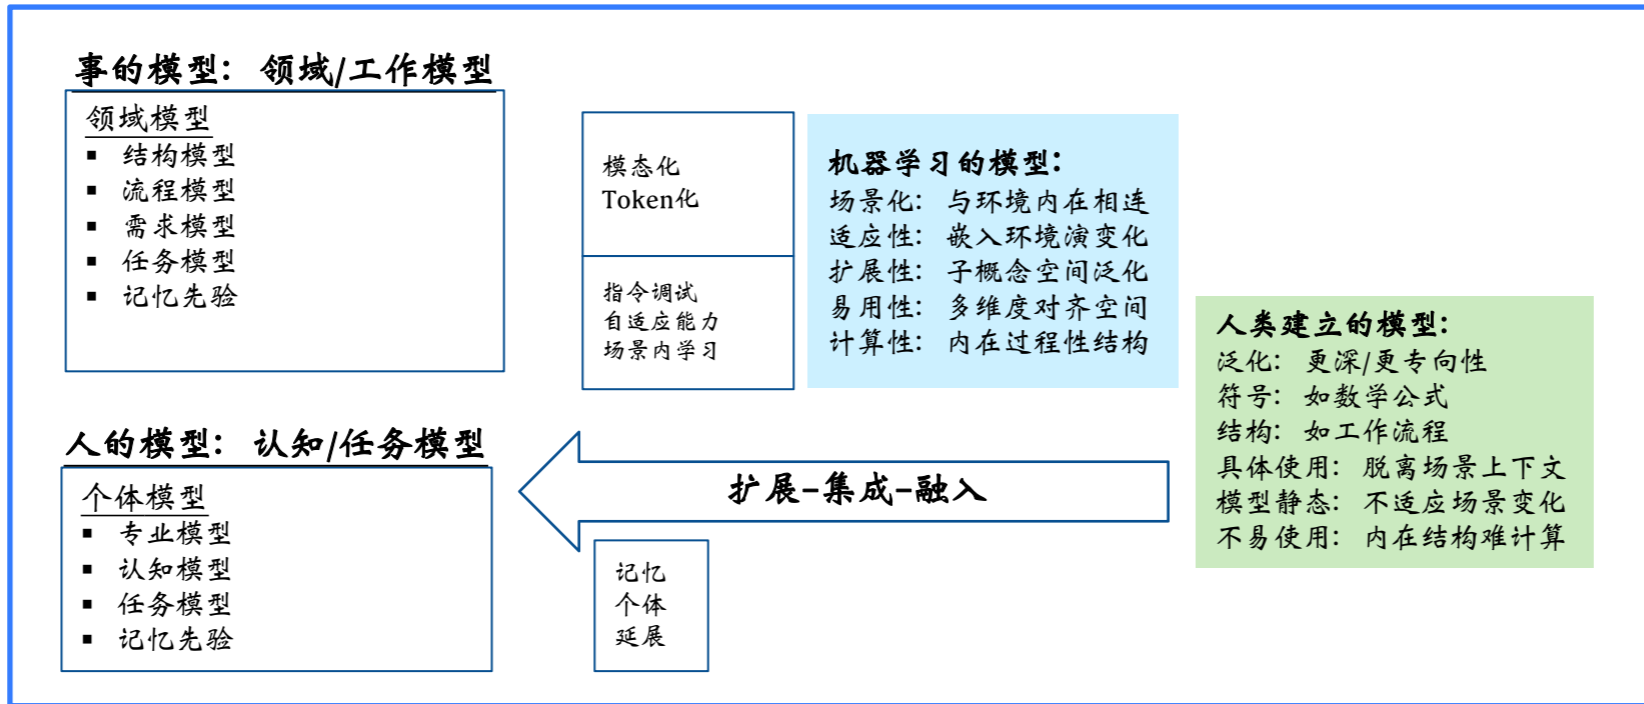 事的模型：领域/工作模型
领域模型
▪ 结构模型
▪ 流程模型
▪ 需求模型
▪ 任务模型
▪ 记忆先验
模态化
Token化
指令调试
自适应能力
场景内学习
机器学习的模型：
场景化：与环境内在相连
适应性：嵌入环境演变化
扩展性：子概念空间泛化
易用性：多维度对齐空间
计算性：内在过程性结构
人类建立的模型：
泛化：更深/更专向性
符号：如数学公式
结构：如工作流程
具体使用：脱离场景上下文
模型静态：不适应场景变化
不易使用：内在结构难计算
人的模型：认知/任务模型
个体模型
▪ 专业模型
▪ 认知模型
▪ 任务模型
▪ 记忆先验
扩展-集成-融入
记忆
个体
延展